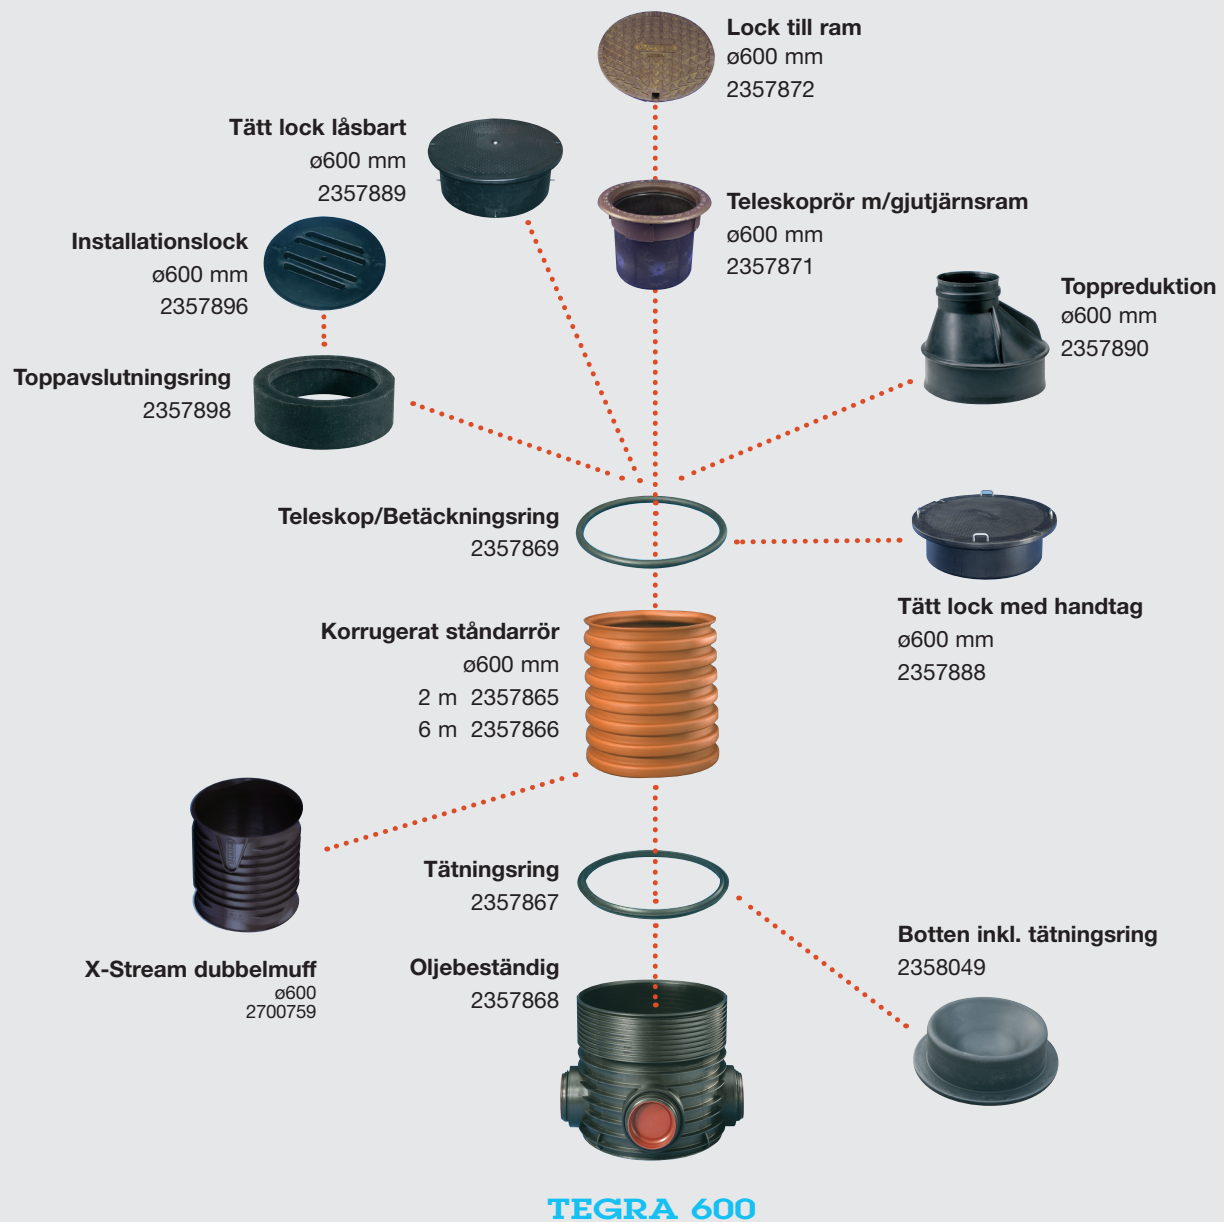 Lock till ram
ø600 mm
2357872
Tätt lock låsbart
ø600 mm
2357889
Teleskoprör m/gjutjärnsram
ø600 mm
2357871
Installationslock
ø600 mm
2357896
Toppreduktion
ø600 mm
2357890
Toppavslutningsring
2357898
Teleskop/Betäckningsring
2357869
Tätt lock med handtag
ø600 mm
2357888
Korrugerat ståndarrör
ø600 mm
2 m 2357865
6 m 2357866
Tätningsring
2357867
Botten inkl. tätningsring
2358049
X-Stream dubbelmuff
ø600
2700759
Oljebeständig
2357868
TEGRA 600